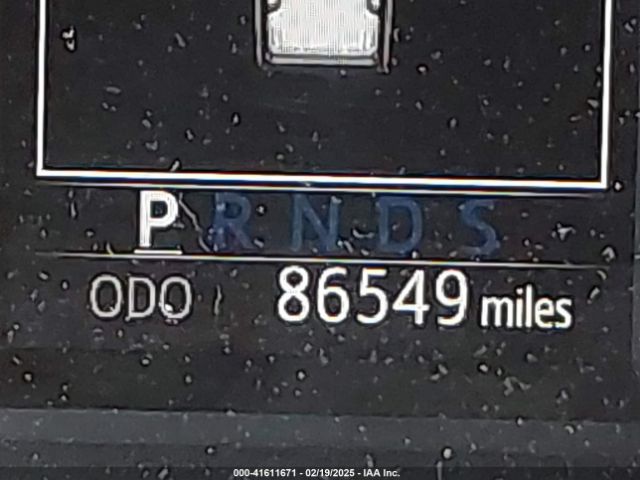 P R N D S
ODO 86549 miles
000-41611671 - 02/19/2025 - IAA Inc.